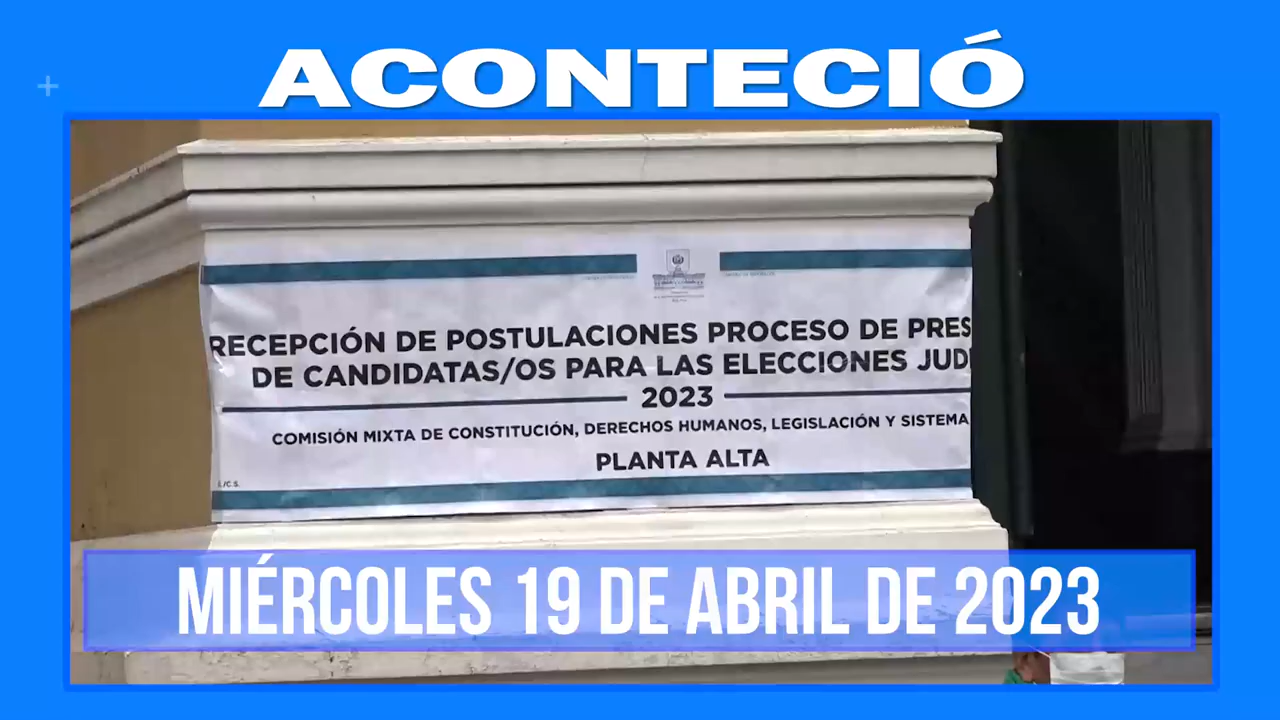 ACONTECIÓ
RECEPCIÓN DE POSTULACIONES PROCESO DE PRES
DE CANDIDATAS/OS PARA LAS ELECCIONES JUD
2023
COMISIÓN MIXTA DE CONSTITUCIÓN, DERECHOS HUMANOS, LEGISLACIÓN Y SISTEMA
PLANTA ALTA
MIÉRCOLES 19 DE ABRIL DE 2023